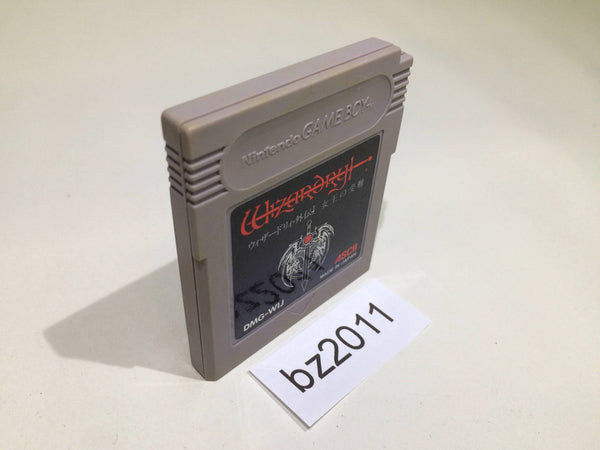 Nintendo GAME BOY
Wizardry
ウィザードリィ・外伝I 女王の受難
ASCII
MADE IN JAPAN
DMG-WIJ
bz2011